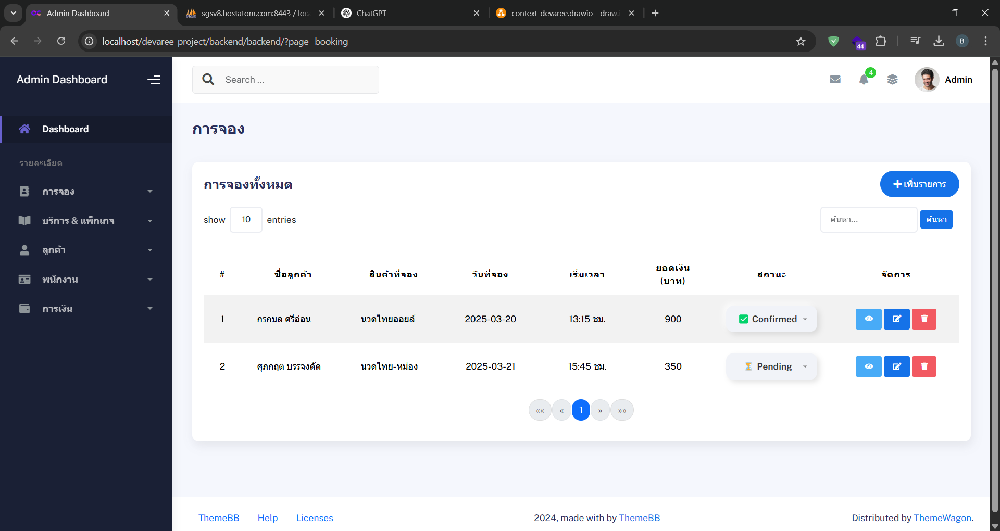 Admin Dashboard
sgsv8.hostatom.com:8443 / loca
ChatGPT
context-devaree.drawio - draw.i
localhost/devaree_project/backend/backend/?page=booking
44
B
Admin Dashboard
Search ...
4
Admin
Dashboard
รายละเอียด
การจอง
บริการ & แพ็กเกจ
ลูกค้า
พนักงาน
การเงิน
การจอง
การจองทั้งหมด
เพิ่มรายการ
show 10 entries
ค้นหา...
ค้นหา
# ชื่อลูกค้า สินค้าที่จอง วันที่จอง เริ่มเวลา ยอดเงิน (บาท) สถานะ จัดการ
1 กรกมล ศรีอ่อน นวดไทยออยล์ 2025-03-20 13:15 ชม. 900 ✅ Confirmed
2 ศุภกฤต บรรจงดัด นวดไทย-หม่อง 2025-03-21 15:45 ชม. 350 ⏳ Pending
«« « 1 » »»
ThemeBB Help Licenses
2024, made with by ThemeBB
Distributed by ThemeWagon.